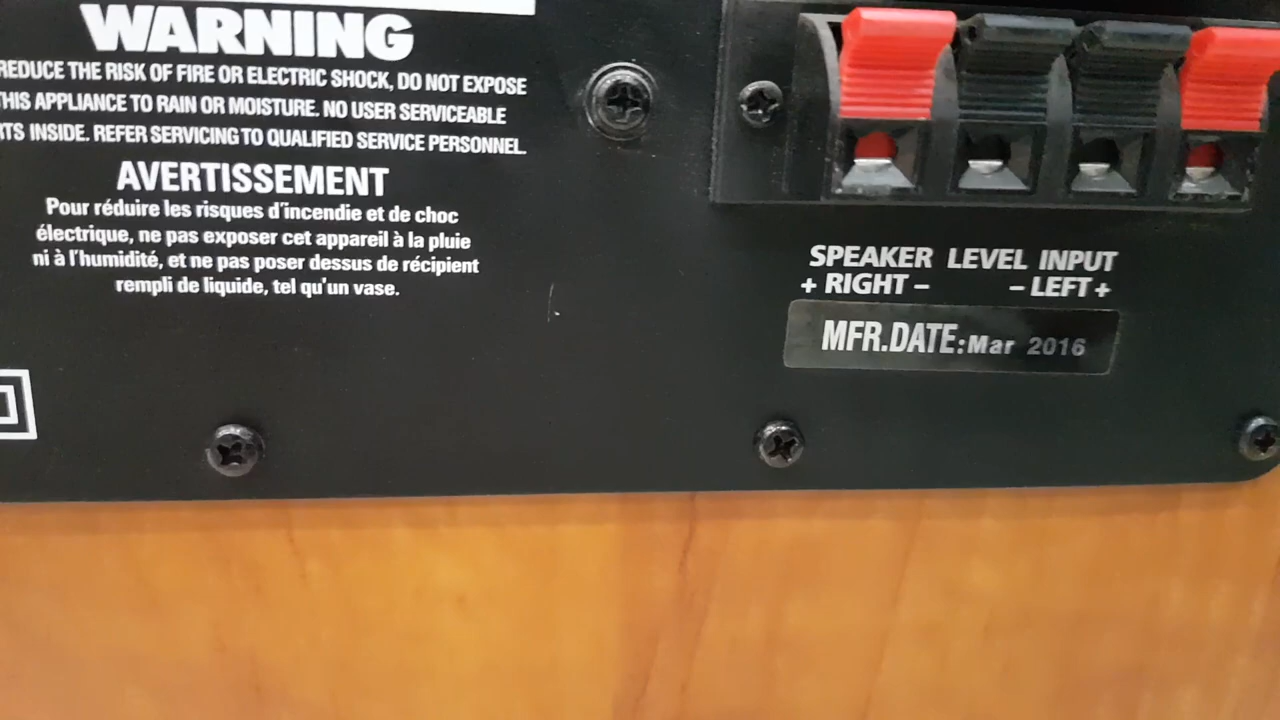 WARNING
REDUCE THE RISK OF FIRE OR ELECTRIC SHOCK, DO NOT EXPOSE
THIS APPLIANCE TO RAIN OR MOISTURE. NO USER SERVICEABLE
RTS INSIDE. REFER SERVICING TO QUALIFIED SERVICE PERSONNEL.
AVERTISSEMENT
Pour réduire les risques d'incendie et de choc
électrique, ne pas exposer cet appareil à la pluie
ni à l'humidité, et ne pas poser dessus de récipient
rempli de liquide, tel qu'un vase.
SPEAKER LEVEL INPUT
+ RIGHT – – LEFT +
MFR.DATE:Mar 2016